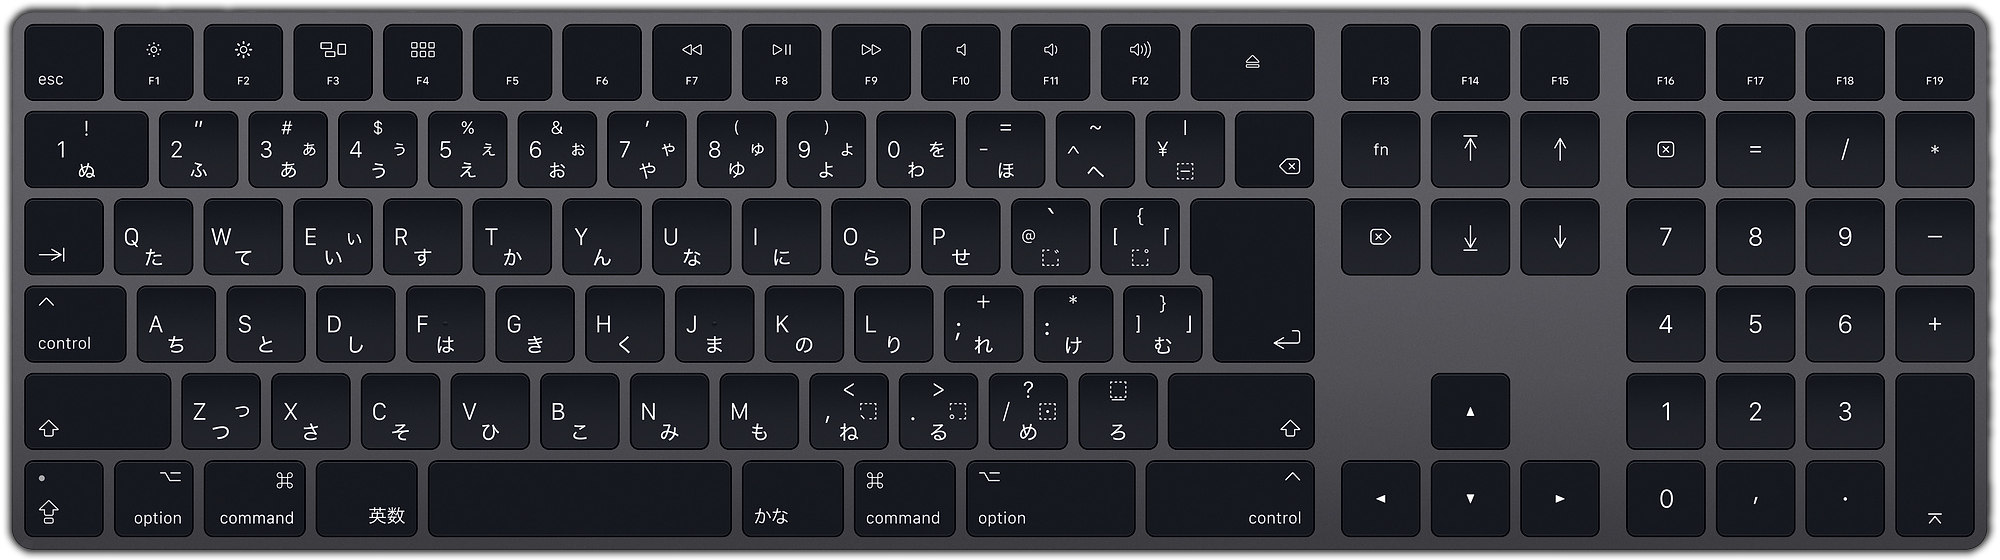 esc F1 F2 F3 F4 F5 F6 F7 F8 F9 F10 F11 F12 F13 F14 F15 F16 F17 F18 F19
! " # $ % & ' ( ) = ~ |
1 2 3 ぁ 4 ぅ 5 ぇ 6 ぉ 7 ゃ 8 ゅ 9 ょ 0 を - ^ ¥ fn = / *
ぬ ふ あ う え お や ゆ よ わ ほ へ ー
` {
Q W E ぃ R T Y U I O P @ [ 「 7 8 9 −
た て い す か ん な に ら せ ゛ ゜
+ * }
A S D F G H J K L ; : ] 」 4 5 6 +
control ち と し は き く ま の り れ け む
< > ? _
Z っ X C V B N M , 、 . 。 / ・ 1 2 3
つ さ そ ひ こ み も ね る め ろ
⌥ ⌘ ⌘ ⌥ 0 , .
option command 英数 かな command option control